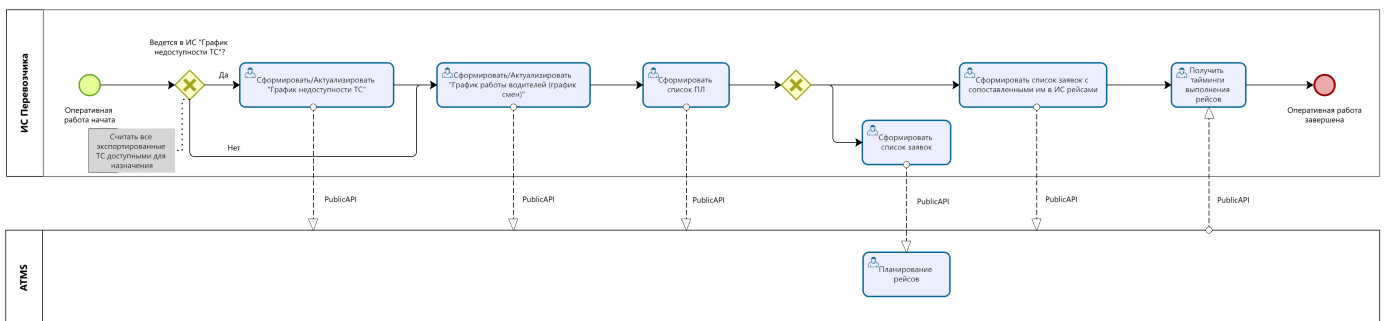 ИС Перевозчика
Оперативная
работа начата
Ведется в ИС "График
недоступности ТС"?
Да
Нет
Считать все
экспортированные
ТС доступными для
назначения
Сформировать/Актуализировать
"График недоступности ТС"
Сформировать/Актуализировать
"График работы водителей (график
смен)"
Сформировать
список ПЛ
Сформировать
список заявок
Сформировать список заявок с
сопоставленными им в ИС рейсами
Получить
тайминги
выполнения
рейсов
Оперативная работа
завершена
PublicAPI
PublicAPI
PublicAPI
PublicAPI
PublicAPI
PublicAPI
ATMS
Планирование
рейсов